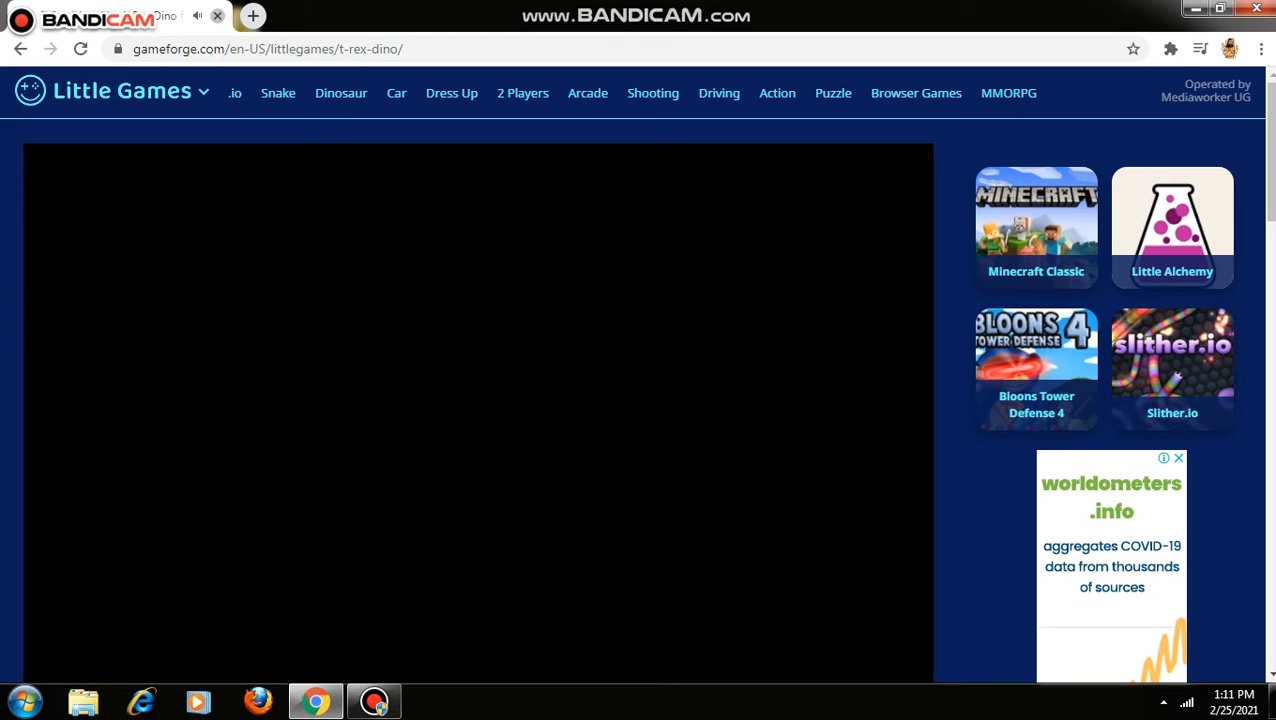 BANDICAM
Dino f
www.BANDICAM.com
gameforge.com/en-US/littlegames/t-rex-dino/
Little Games
.io
Snake
Dinosaur
Car
Dress Up
2 Players
Arcade
Shooting
Driving
Action
Puzzle
Browser Games
MMORPG
Operated by
Mediaworker UG
MINECRAFT
Minecraft Classic
Little Alchemy
BLOONS
TOWER DEFENSE 4
Bloons Tower
Defense 4
slither.io
Slither.io
worldometers
.info
aggregates COVID-19
data from thousands
of sources
1:11 PM
2/25/2021